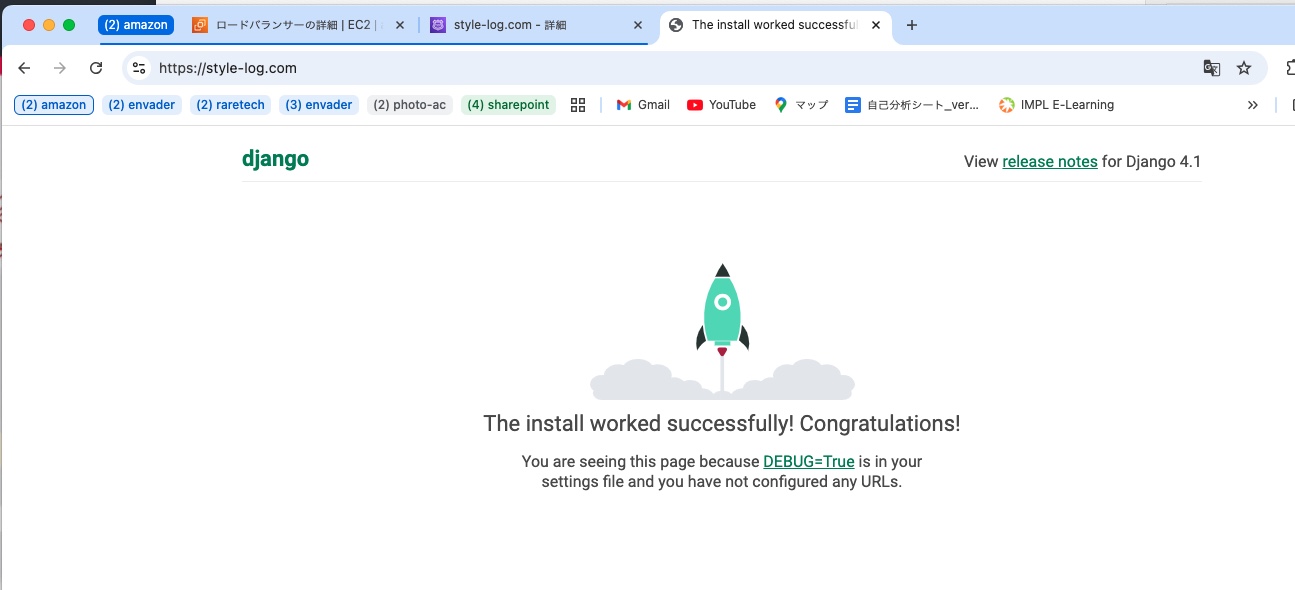 (2) amazon
ロードバランサーの詳細 | EC2 |
style-log.com - 詳細
The install worked successful
https://style-log.com
(2) amazon (2) envader (2) raretech (3) envader (2) photo-ac (4) sharepoint Gmail YouTube マップ 自己分析シート_ver... IMPL E-Learning
django
View release notes for Django 4.1
The install worked successfully! Congratulations!
You are seeing this page because DEBUG=True is in your
settings file and you have not configured any URLs.